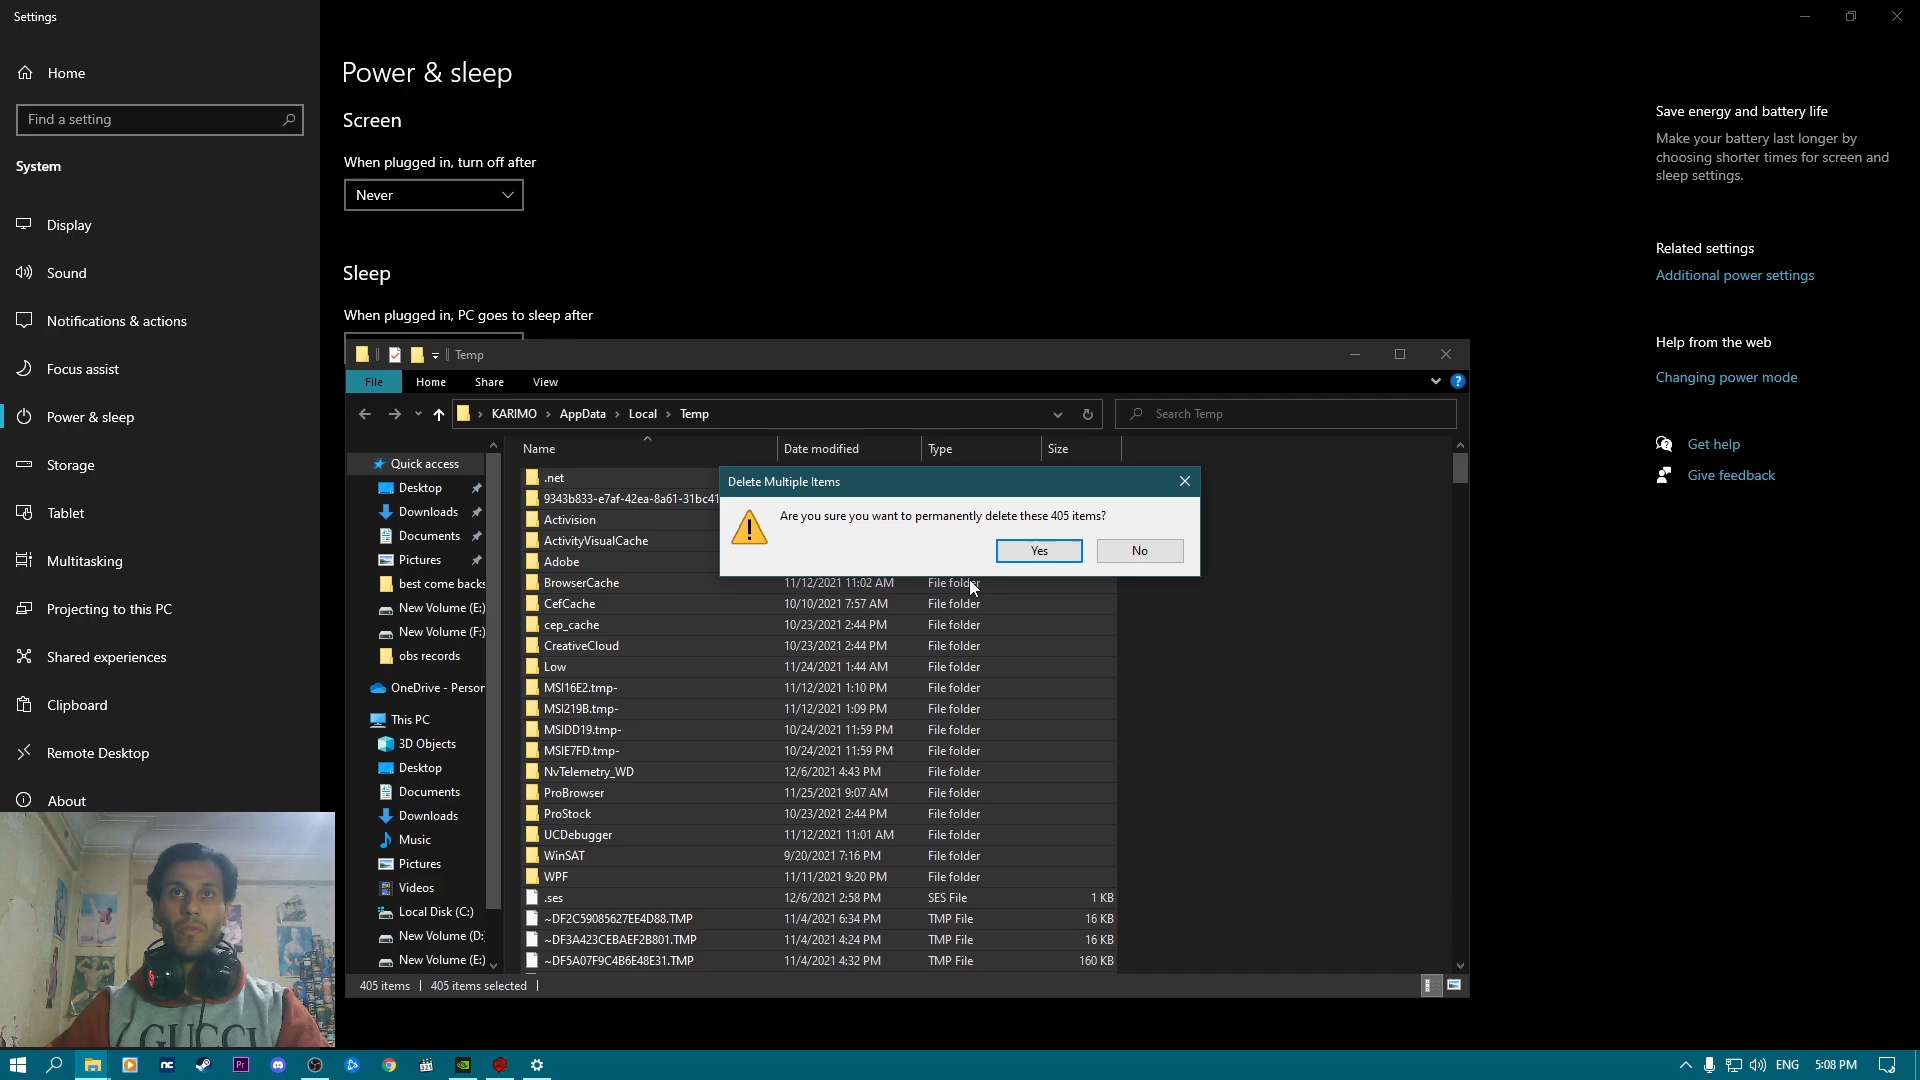 Settings
Home
Find a setting
System
Display
Sound
Notifications & actions
Focus assist
Power & sleep
Storage
Tablet
Multitasking
Projecting to this PC
Shared experiences
Clipboard
Remote Desktop
About
Power & sleep
Screen
When plugged in, turn off after
Never
Sleep
When plugged in, PC goes to sleep after
Save energy and battery life
Make your battery last longer by
choosing shorter times for screen and
sleep settings.
Related settings
Additional power settings
Help from the web
Changing power mode
Get help
Give feedback
Temp
File Home Share View
KARIMO AppData Local Temp
Search Temp
Quick access
Desktop
Downloads
Documents
Pictures
best come backs
New Volume (E:)
New Volume (F:)
obs records
OneDrive - Person
This PC
3D Objects
Desktop
Documents
Downloads
Music
Pictures
Videos
Local Disk (C:)
New Volume (D:
New Volume (E:)
Name Date modified Type Size
.net
9343b833-e7af-42ea-8a61-31bc41
Activision
ActivityVisualCache
Adobe
BrowserCache 11/12/2021 11:02 AM File folder
CefCache 10/10/2021 7:57 AM File folder
cep_cache 10/23/2021 2:44 PM File folder
CreativeCloud 10/23/2021 2:44 PM File folder
Low 11/24/2021 1:44 AM File folder
MSI16E2.tmp- 11/12/2021 1:10 PM File folder
MSI219B.tmp- 11/12/2021 1:09 PM File folder
MSIDD19.tmp- 10/24/2021 11:59 PM File folder
MSIE7FD.tmp- 10/24/2021 11:59 PM File folder
NvTelemetry_WD 12/6/2021 4:43 PM File folder
ProBrowser 11/25/2021 9:07 AM File folder
ProStock 10/23/2021 2:44 PM File folder
UCDebugger 11/12/2021 11:01 AM File folder
WinSAT 9/20/2021 7:16 PM File folder
WPF 11/11/2021 9:20 PM File folder
.ses 12/6/2021 2:58 PM SES File 1 KB
~DF2C59085627EE4D88.TMP 11/4/2021 6:34 PM TMP File 16 KB
~DF3A423CEBAEF2B801.TMP 11/4/2021 4:24 PM TMP File 16 KB
~DF5A07F9C4B6E48E31.TMP 11/4/2021 4:32 PM TMP File 160 KB
405 items 405 items selected
Delete Multiple Items
Are you sure you want to permanently delete these 405 items?
Yes No
GUCCI
ENG 5:08 PM